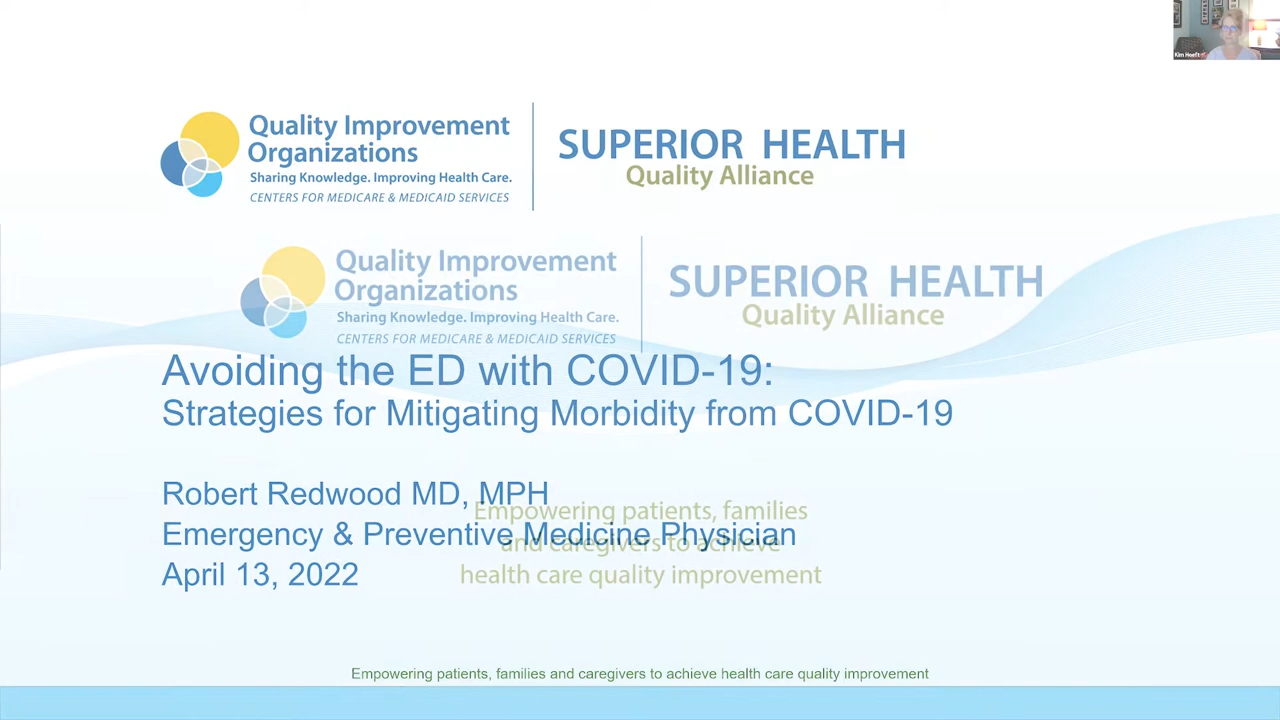 Kim Hoeft
Quality Improvement
Organizations
Sharing Knowledge. Improving Health Care.
CENTERS FOR MEDICARE & MEDICAID SERVICES
SUPERIOR HEALTH
Quality Alliance
Quality Improvement
Organizations
Sharing Knowledge. Improving Health Care.
CENTERS FOR MEDICARE & MEDICAID SERVICES
SUPERIOR HEALTH
Quality Alliance
Avoiding the ED with COVID-19:
Strategies for Mitigating Morbidity from COVID-19
Robert Redwood MD, MPH
Emergency & Preventive Medicine Physician
April 13, 2022
Empowering patients, families
and caregivers to achieve
health care quality improvement
Empowering patients, families and caregivers to achieve health care quality improvement